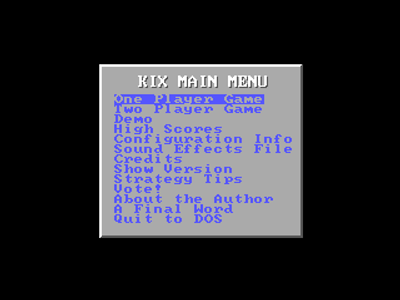 KIX MAIN MENU
One Player Game
Two Player Game
Demo
High Scores
Configuration Info
Sound Effects File
Credits
Show Version
Strategy Tips
Vote!
About the Author
A Final Word
Quit to DOS